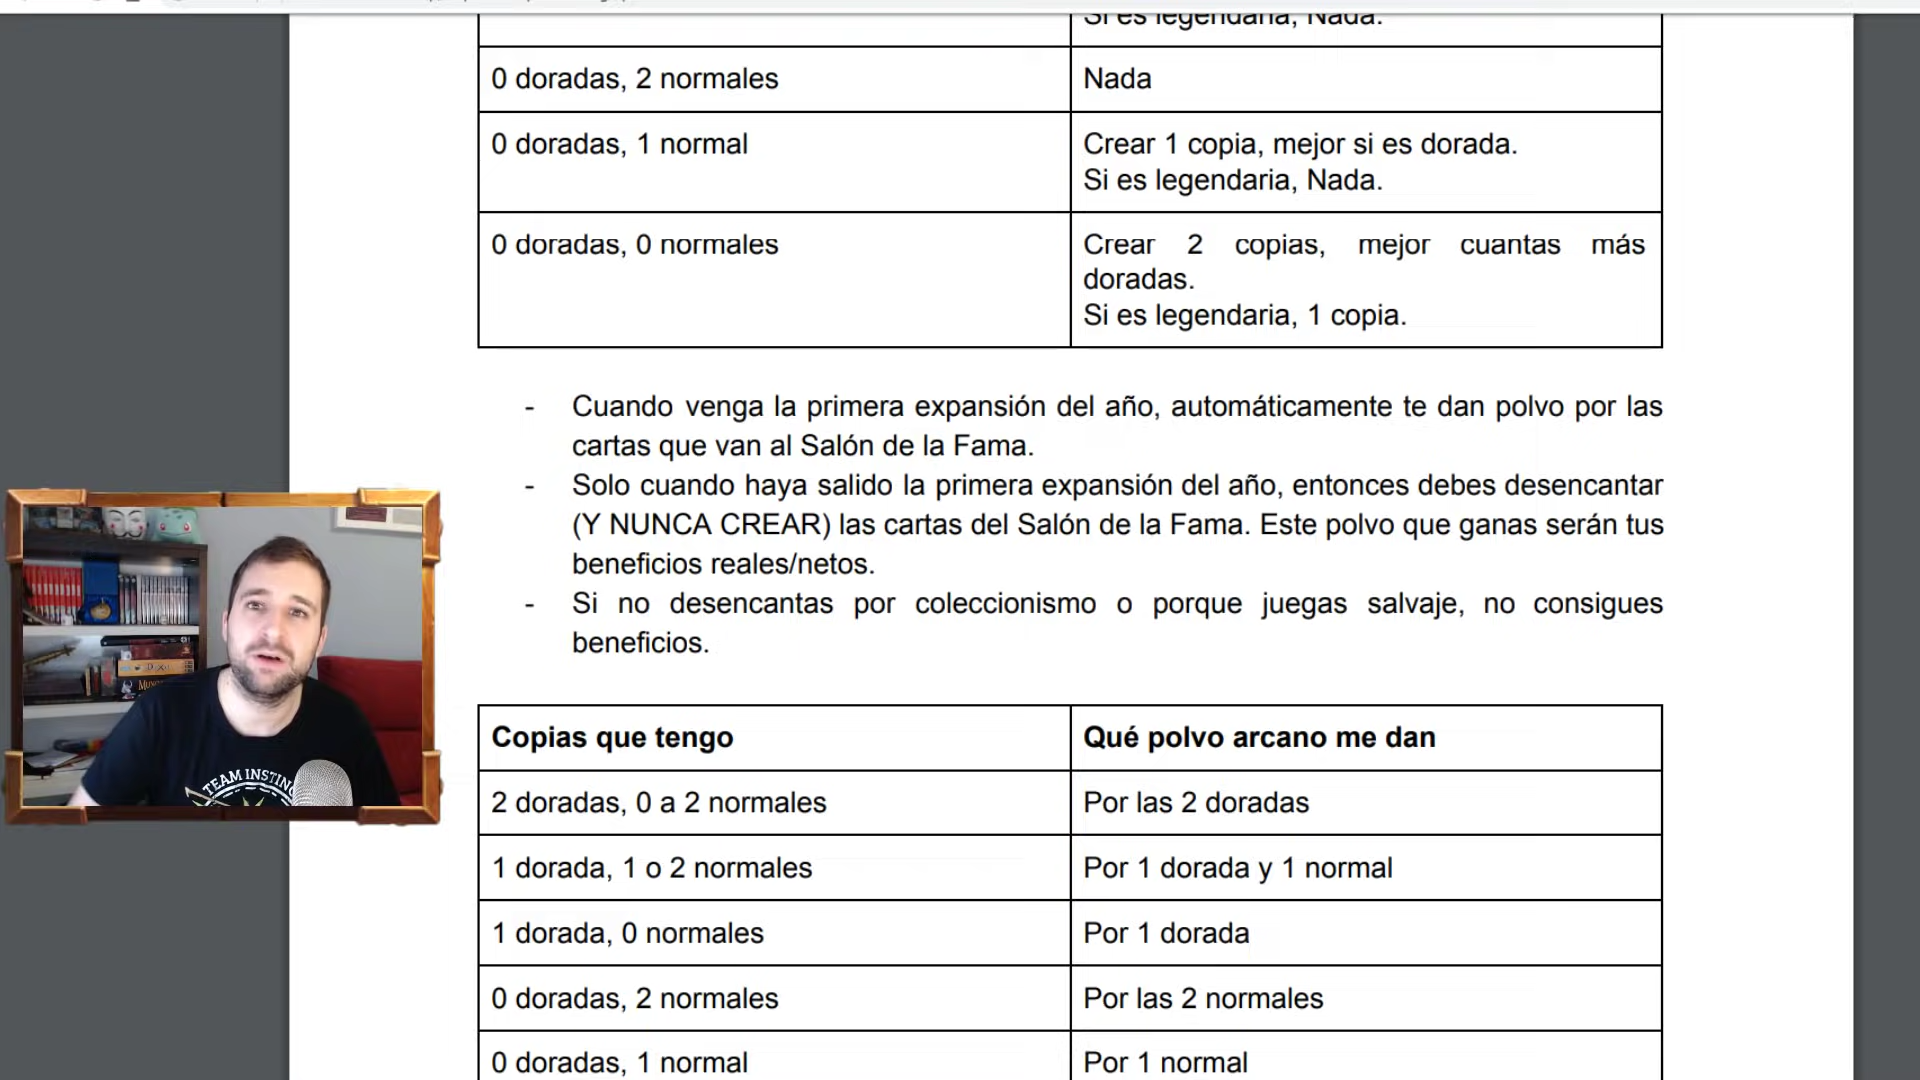 Si es legendaria, Nada.
0 doradas, 2 normales
Nada
0 doradas, 1 normal
Crear 1 copia, mejor si es dorada.
Si es legendaria, Nada.
0 doradas, 0 normales
Crear 2 copias, mejor cuantas más
doradas.
Si es legendaria, 1 copia.
- Cuando venga la primera expansión del año, automáticamente te dan polvo por las
cartas que van al Salón de la Fama.
- Solo cuando haya salido la primera expansión del año, entonces debes desencantar
(Y NUNCA CREAR) las cartas del Salón de la Fama. Este polvo que ganas serán tus
beneficios reales/netos.
- Si no desencantas por coleccionismo o porque juegas salvaje, no consigues
beneficios.
Copias que tengo
Qué polvo arcano me dan
2 doradas, 0 a 2 normales
Por las 2 doradas
1 dorada, 1 o 2 normales
Por 1 dorada y 1 normal
1 dorada, 0 normales
Por 1 dorada
0 doradas, 2 normales
Por las 2 normales
0 doradas, 1 normal
Por 1 normal
TEAM INSTINC